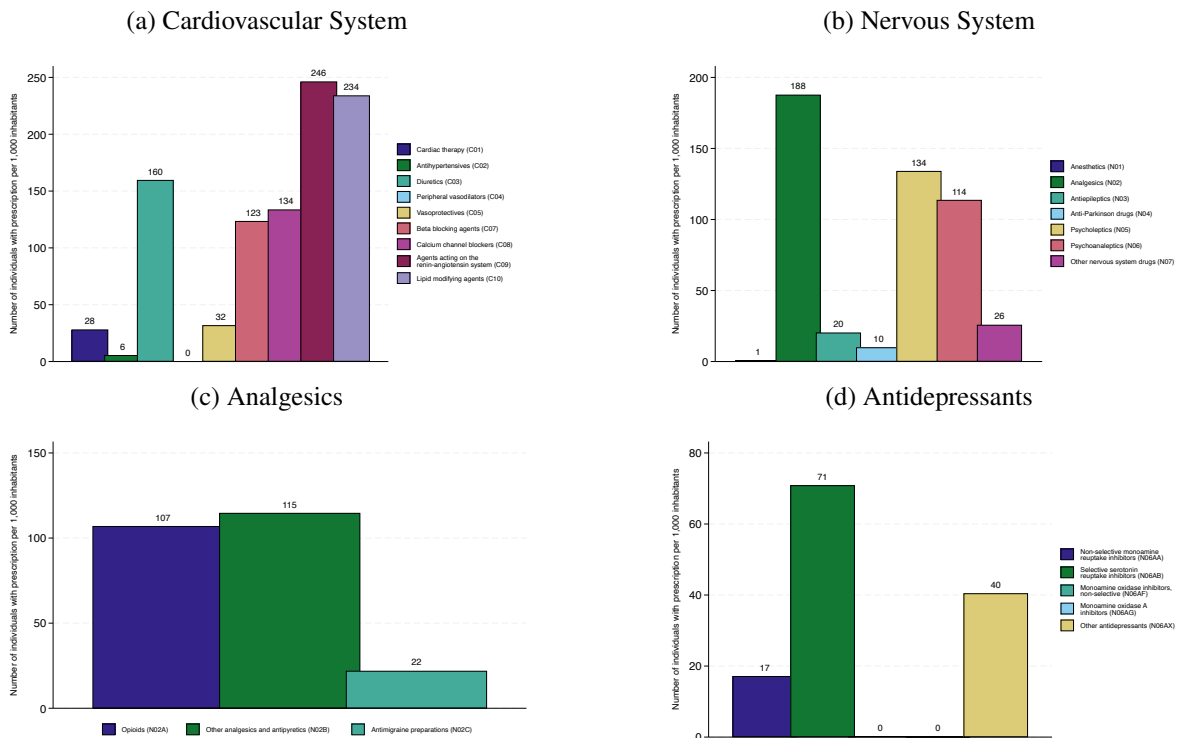 (a) Cardiovascular System
Number of individuals with prescription per 1,000 inhabitants
250
200
150
100
50
0
28
6
160
0
32
123
134
246
234
Cardiac therapy (C01)
Antihypertensives (C02)
Diuretics (C03)
Peripheral vasodilators (C04)
Vasoprotectives (C05)
Beta blocking agents (C07)
Calcium channel blockers (C08)
Agents acting on the
renin-angiotensin system (C09)
Lipid modifying agents (C10)
(b) Nervous System
Number of individuals with prescription per 1,000 inhabitants
200
150
100
50
0
1
188
20
10
134
114
26
Anesthetics (N01)
Analgesics (N02)
Antiepileptics (N03)
Anti-Parkinson drugs (N04)
Psycholeptics (N05)
Psychoanaleptics (N06)
Other nervous system drugs (N07)
(c) Analgesics
Number of individuals with prescription per 1,000 inhabitants
150
100
50
0
107
115
22
Opioids (N02A)
Other analgesics and antipyretics (N02B)
Antimigraine preparations (N02C)
(d) Antidepressants
Number of individuals with prescription per 1,000 inhabitants
80
60
40
20
0
17
71
0
0
40
Non-selective monoamine
reuptake inhibitors (N06AA)
Selective serotonin
reuptake inhibitors (N06AB)
Monoamine oxidase inhibitors,
non-selective (N06AF)
Monoamine oxidase A
inhibitors (N06AG)
Other antidepressants (N06AX)